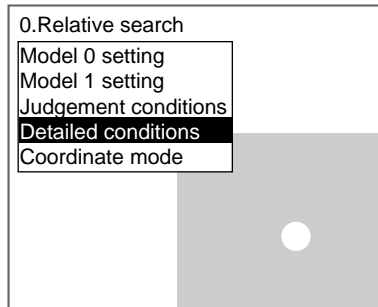 0.Relative search
Model 0 setting
Model 1 setting
Judgement conditions
Detailed conditions
Coordinate mode